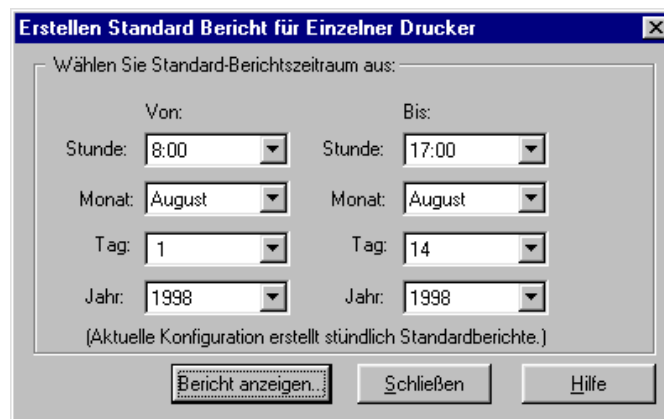 Erstellen Standard Bericht für Einzelner Drucker
Wählen Sie Standard-Berichtszeitraum aus:
Von: Bis:
Stunde: 8:00 Stunde: 17:00
Monat: August Monat: August
Tag: 1 Tag: 14
Jahr: 1998 Jahr: 1998
(Aktuelle Konfiguration erstellt stündlich Standardberichte.)
Bericht anzeigen... Schließen Hilfe